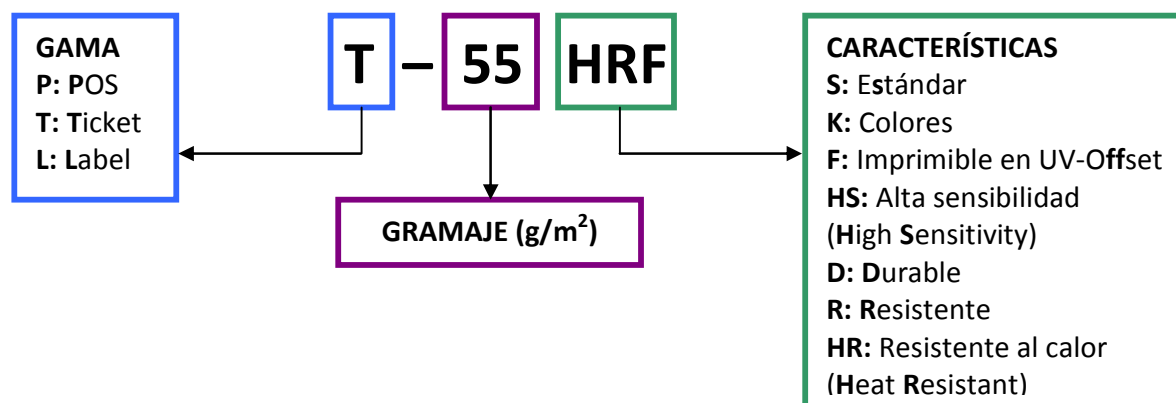 T – 55 HRF
GAMA
P: POS
T: Ticket
L: Label
GRAMAJE (g/m²)
CARACTERÍSTICAS
S: Estándar
K: Colores
F: Imprimible en UV-Offset
HS: Alta sensibilidad
(High Sensitivity)
D: Durable
R: Resistente
HR: Resistente al calor
(Heat Resistant)